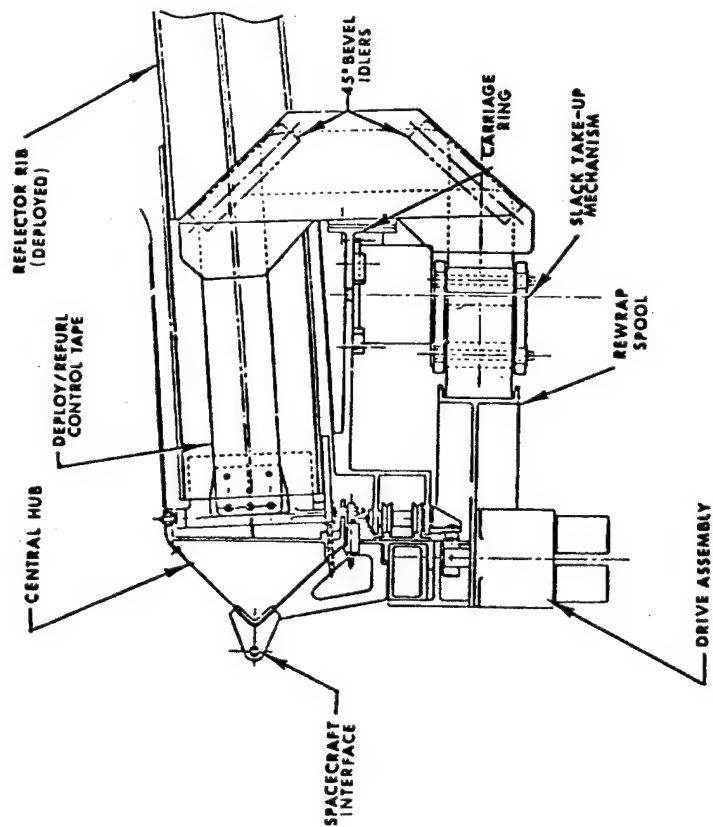 REFLECTOR RIB
(DEPLOYED)
DEPLOY/REFURL
CONTROL TAPE
CENTRAL HUB
SPACECRAFT
INTERFACE
45° BEVEL
IDLERS
CARRIAGE
RING
SLACK TAKE-UP
MECHANISM
REWRAP
SPOOL
DRIVE ASSEMBLY